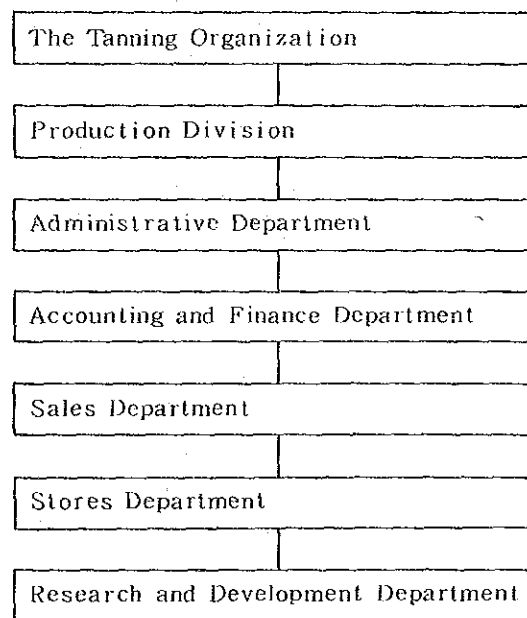 The Tanning Organization
Production Division
Administrative Department
Accounting and Finance Department
Sales Department
Stores Department
Research and Development Department